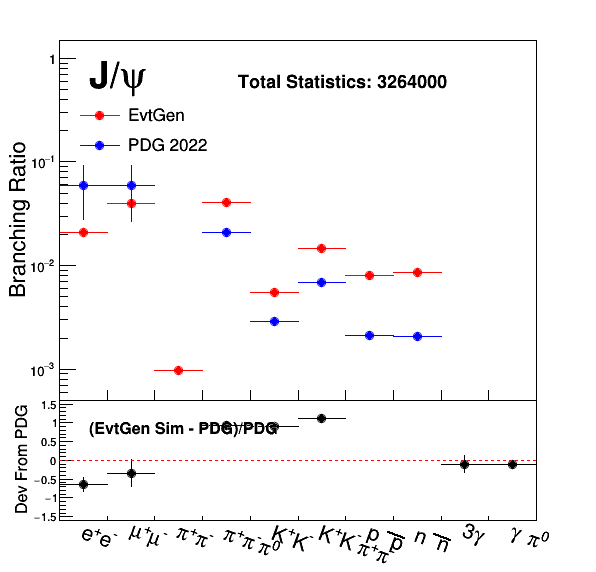 J/ψ
Total Statistics: 3264000
EvtGen
PDG 2022
Branching Ratio
1
10⁻¹
10⁻²
10⁻³
Dev From PDG
(EvtGen Sim - PDG)/PDG
1.5
1
0.5
0
−0.5
−1
−1.5
e⁺e⁻
μ⁺μ⁻
π⁺π⁻
π⁺π⁻π⁰
K⁺K⁻
K⁺K⁻π⁺π⁻
p p̅
n n̅
3γ
γ π⁰